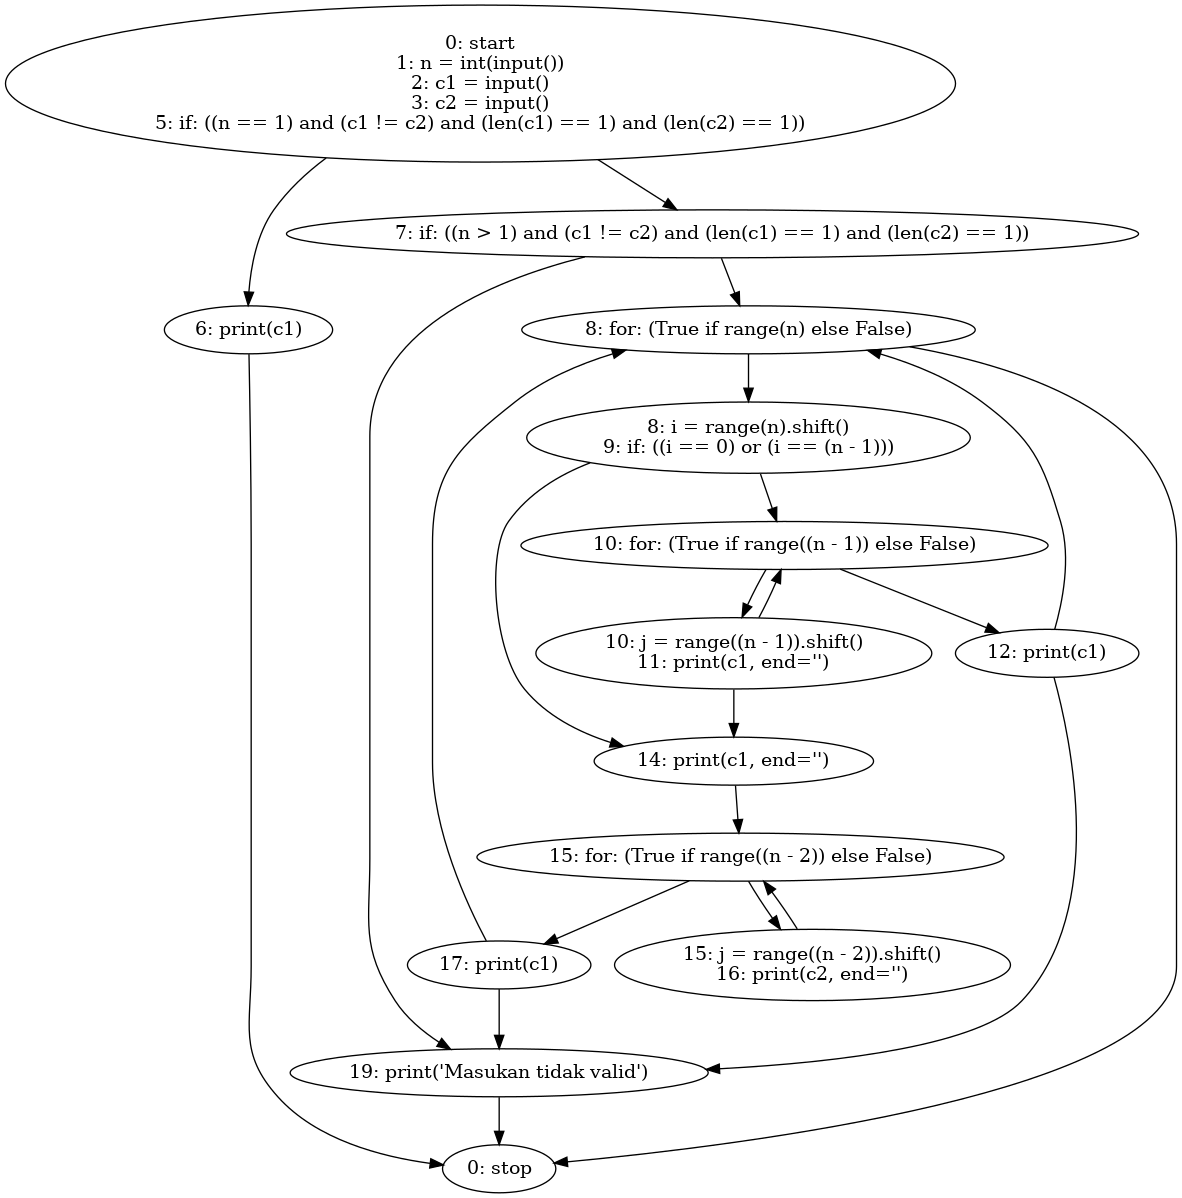 0: start
1: n = int(input())
2: c1 = input()
3: c2 = input()
5: if: ((n == 1) and (c1 != c2) and (len(c1) == 1) and (len(c2) == 1))
7: if: ((n > 1) and (c1 != c2) and (len(c1) == 1) and (len(c2) == 1))
6: print(c1)
8: for: (True if range(n) else False)
8: i = range(n).shift()
9: if: ((i == 0) or (i == (n - 1)))
10: for: (True if range((n - 1)) else False)
10: j = range((n - 1)).shift()
11: print(c1, end='')
12: print(c1)
14: print(c1, end='')
15: for: (True if range((n - 2)) else False)
17: print(c1)
15: j = range((n - 2)).shift()
16: print(c2, end='')
19: print('Masukan tidak valid')
0: stop